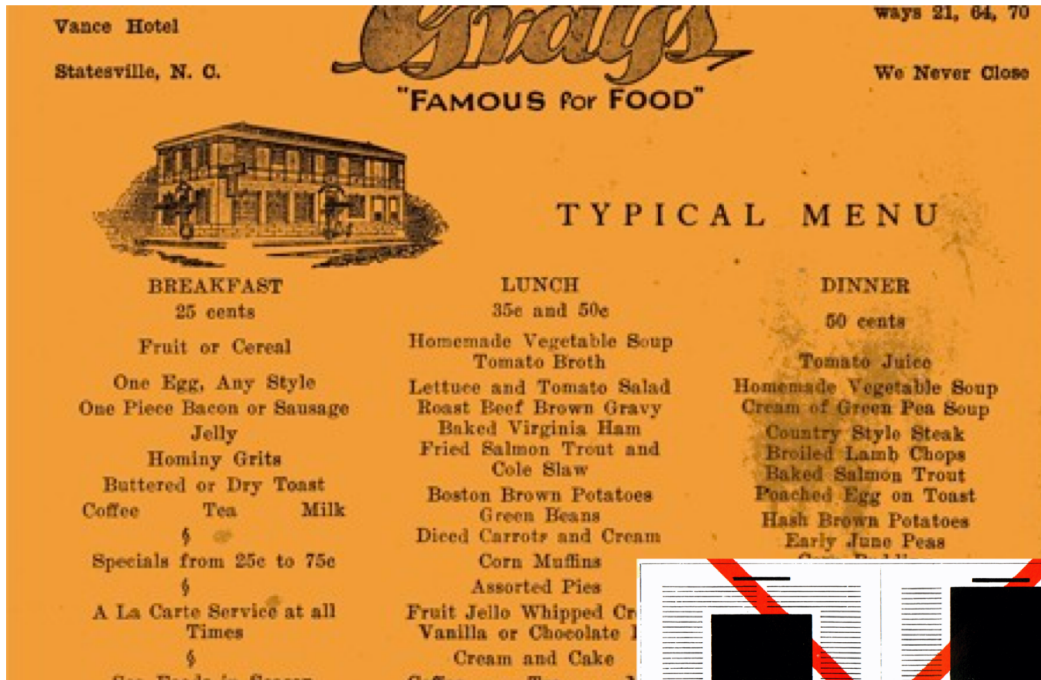 Vance Hotel
Statesville, N. C.
Grays
"FAMOUS for FOOD"
ways 21, 64, 70
We Never Close
TYPICAL MENU
BREAKFAST
25 cents
Fruit or Cereal
One Egg, Any Style
One Piece Bacon or Sausage
Jelly
Hominy Grits
Buttered or Dry Toast
Coffee Tea Milk
§
Specials from 25c to 75c
§
A La Carte Service at all
Times
§
LUNCH
35c and 50c
Homemade Vegetable Soup
Tomato Broth
Lettuce and Tomato Salad
Roast Beef Brown Gravy
Baked Virginia Ham
Fried Salmon Trout and
Cole Slaw
Boston Brown Potatoes
Green Beans
Diced Carrots and Cream
Corn Muffins
Assorted Pies
Fruit Jello Whipped Cr
Vanilla or Chocolate
Cream and Cake
DINNER
50 cents
Tomato Juice
Homemade Vegetable Soup
Cream of Green Pea Soup
Country Style Steak
Broiled Lamb Chops
Baked Salmon Trout
Poached Egg on Toast
Hash Brown Potatoes
Early June Peas